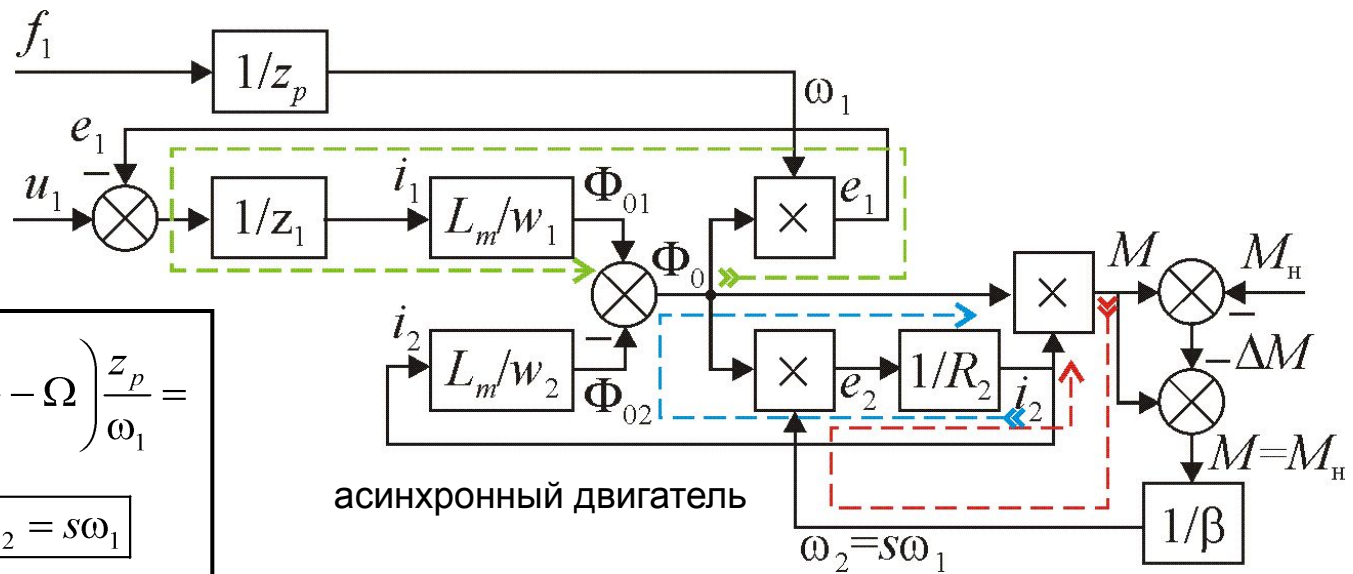 f₁
1/zₚ
ω₁
e₁
−
u₁
1/z₁
i₁
Lₘ/w₁
Φ₀₁
×
e₁
Φ₀
×
M
Mн
−
i₂
Lₘ/w₂
−
Φ₀₂
×
e₂
1/R₂
i₂
−ΔM
− Ω) zₚ/ω₁ =
M=Mн
асинхронный двигатель
₂ = sω₁
ω₂=sω₁
1/β